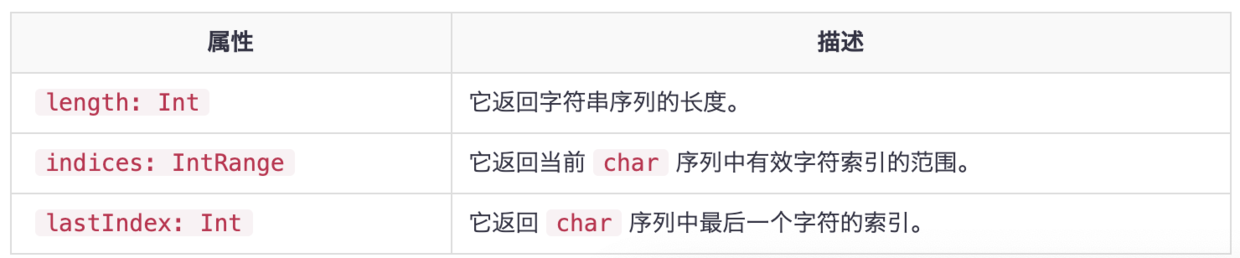 属性 描述
length: Int 它返回字符串序列的长度。
indices: IntRange 它返回当前 char 序列中有效字符索引的范围。
lastIndex: Int 它返回 char 序列中最后一个字符的索引。